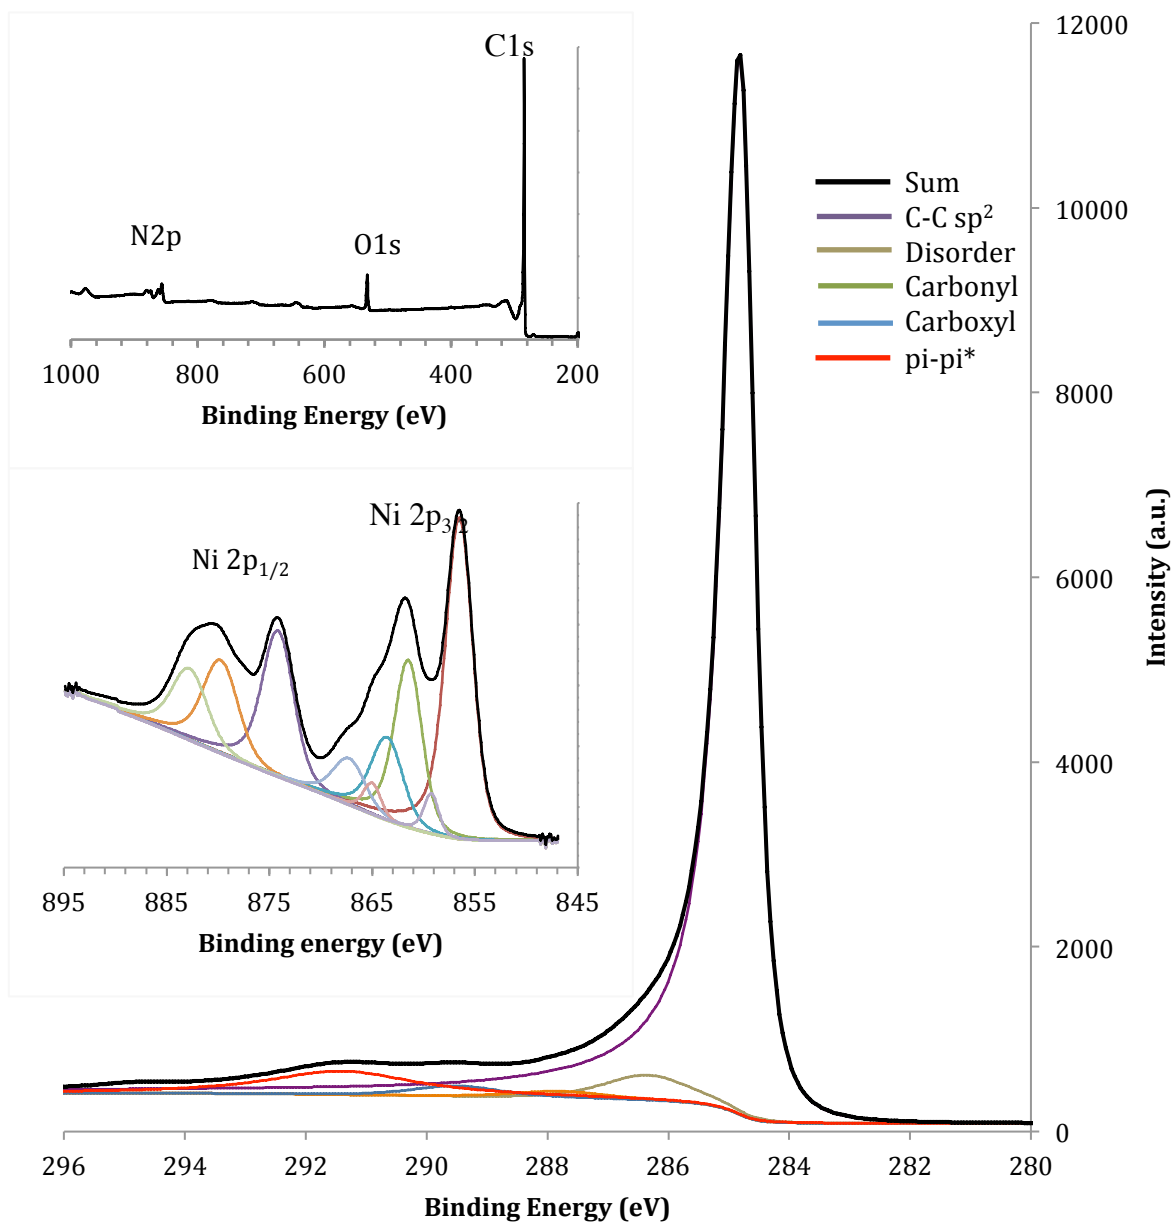 C1s
N2p
O1s
1000 800 600 400 200
Binding Energy (eV)
Ni 2p3/2
Ni 2p1/2
895 885 875 865 855 845
Binding energy (eV)
Sum
C-C sp²
Disorder
Carbonyl
Carboxyl
pi-pi*
12000
10000
8000
6000
4000
2000
0
Intensity (a.u.)
296 294 292 290 288 286 284 282 280
Binding Energy (eV)